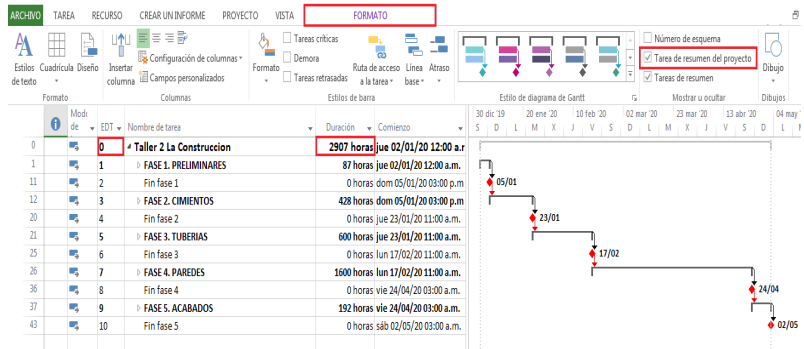 ARCHIVO TAREA RECURSO CREAR UN INFORME PROYECTO VISTA FORMATO
Estilos de texto
Cuadrícula
Diseño
Formato
Insertar columna
Configuración de columnas
Campos personalizados
Columnas
Formato
Tareas críticas
Demora
Tareas retrasadas
Ruta de acceso a la tarea
Línea base
Atraso
Estilos de barra
Estilo de diagrama de Gantt
Número de esquema
Tarea de resumen del proyecto
Tareas de resumen
Mostrar u ocultar
Dibujo
Dibujos
Modo de EDT Nombre de tarea Duración Comienzo
30 dic '19 20 ene '20 10 feb '20 02 mar '20 23 mar '20 13 abr '20 04 may
S D L M X J V S D L M X J V S D
0 0 Taller 2 La Construccion 2907 horas jue 02/01/20 12:00 a.r
1 1 FASE 1. PRELIMINARES 87 horas jue 02/01/20 12:00 a.m.
11 2 Fin fase 1 0 horas dom 05/01/20 03:00 p.m 05/01
12 3 FASE 2. CIMIENTOS 428 horas dom 05/01/20 03:00 p.m
20 4 Fin fase 2 0 horas jue 23/01/20 11:00 a.m. 23/01
21 5 FASE 3. TUBERIAS 600 horas jue 23/01/20 11:00 a.m.
25 6 Fin fase 3 0 horas lun 17/02/20 11:00 a.m. 17/02
26 7 FASE 4. PAREDES 1600 horas lun 17/02/20 11:00 a.m.
36 8 Fin fase 4 0 horas vie 24/04/20 03:00 a.m. 24/04
37 9 FASE 5. ACABADOS 192 horas vie 24/04/20 03:00 a.m.
43 10 Fin fase 5 0 horas sáb 02/05/20 03:00 a.m. 02/05